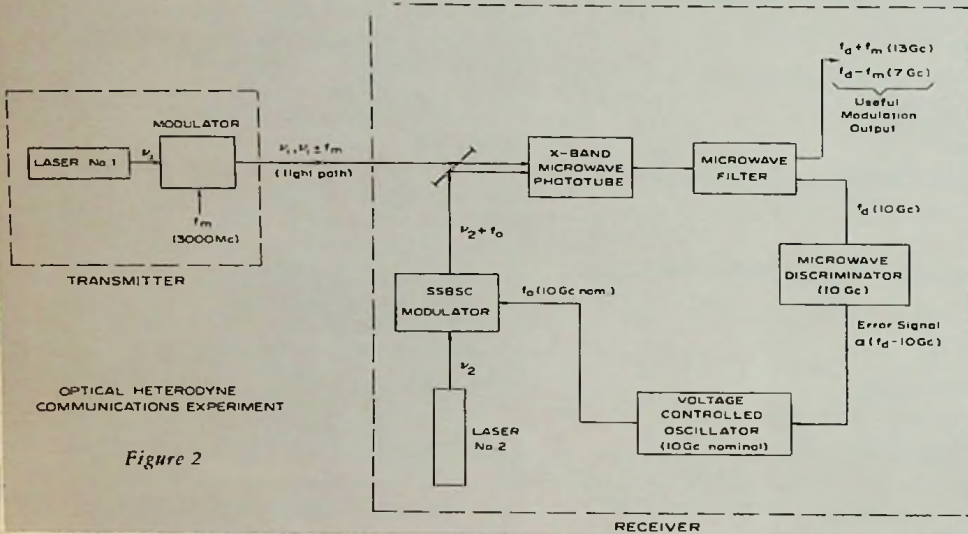 LASER No.1
ν₁
MODULATOR
fm
(3000Mc)
TRANSMITTER
ν₁, ν₁ ± fm
(light path)
X-BAND
MICROWAVE
PHOTOTUBE
MICROWAVE
FILTER
fd + fm (13Gc)
fd - fm (7Gc)
Useful
Modulation
Output
fd (10Gc)
MICROWAVE
DISCRIMINATOR
(10 Gc)
Error Signal
α(fd-10Gc)
VOLTAGE
CONTROLLED
OSCILLATOR
(10Gc nominal)
fo (10Gc nom.)
ν₂ + fo
SSBSC
MODULATOR
ν₂
LASER
No.2
OPTICAL HETERODYNE
COMMUNICATIONS EXPERIMENT
Figure 2
RECEIVER